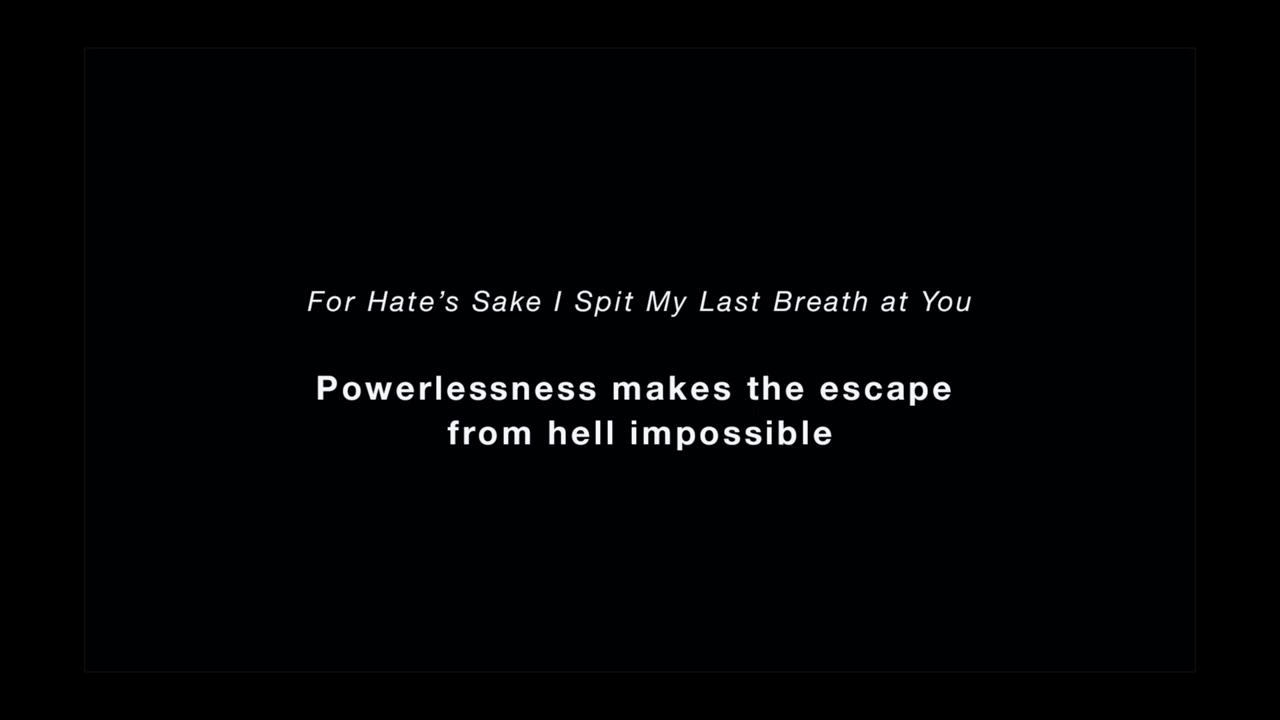 For Hate’s Sake I Spit My Last Breath at You
Powerlessness makes the escape
from hell impossible